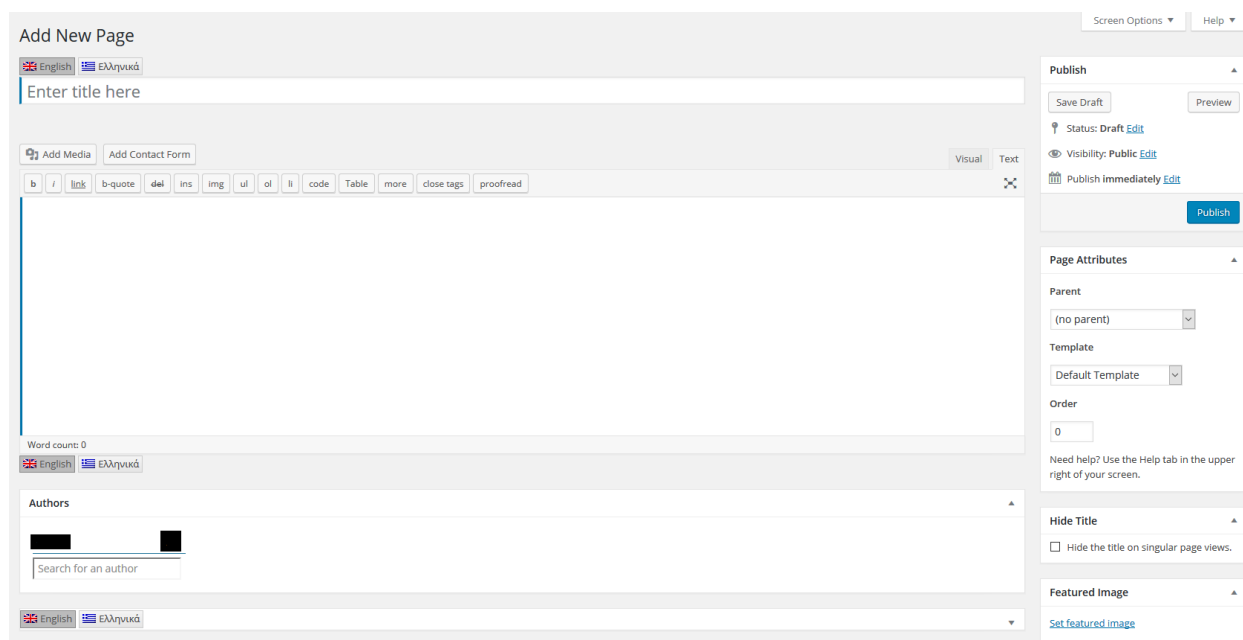 Screen Options Help
Add New Page
English Ελληνικά
Enter title here
Add Media Add Contact Form
Visual Text
b i link b-quote del ins img ul ol li code Table more close tags proofread
Word count: 0
English Ελληνικά
Authors
Search for an author
English Ελληνικά
Publish
Save Draft Preview
Status: Draft Edit
Visibility: Public Edit
Publish immediately Edit
Publish
Page Attributes
Parent
(no parent)
Template
Default Template
Order
0
Need help? Use the Help tab in the upper
right of your screen.
Hide Title
Hide the title on singular page views.
Featured Image
Set featured image